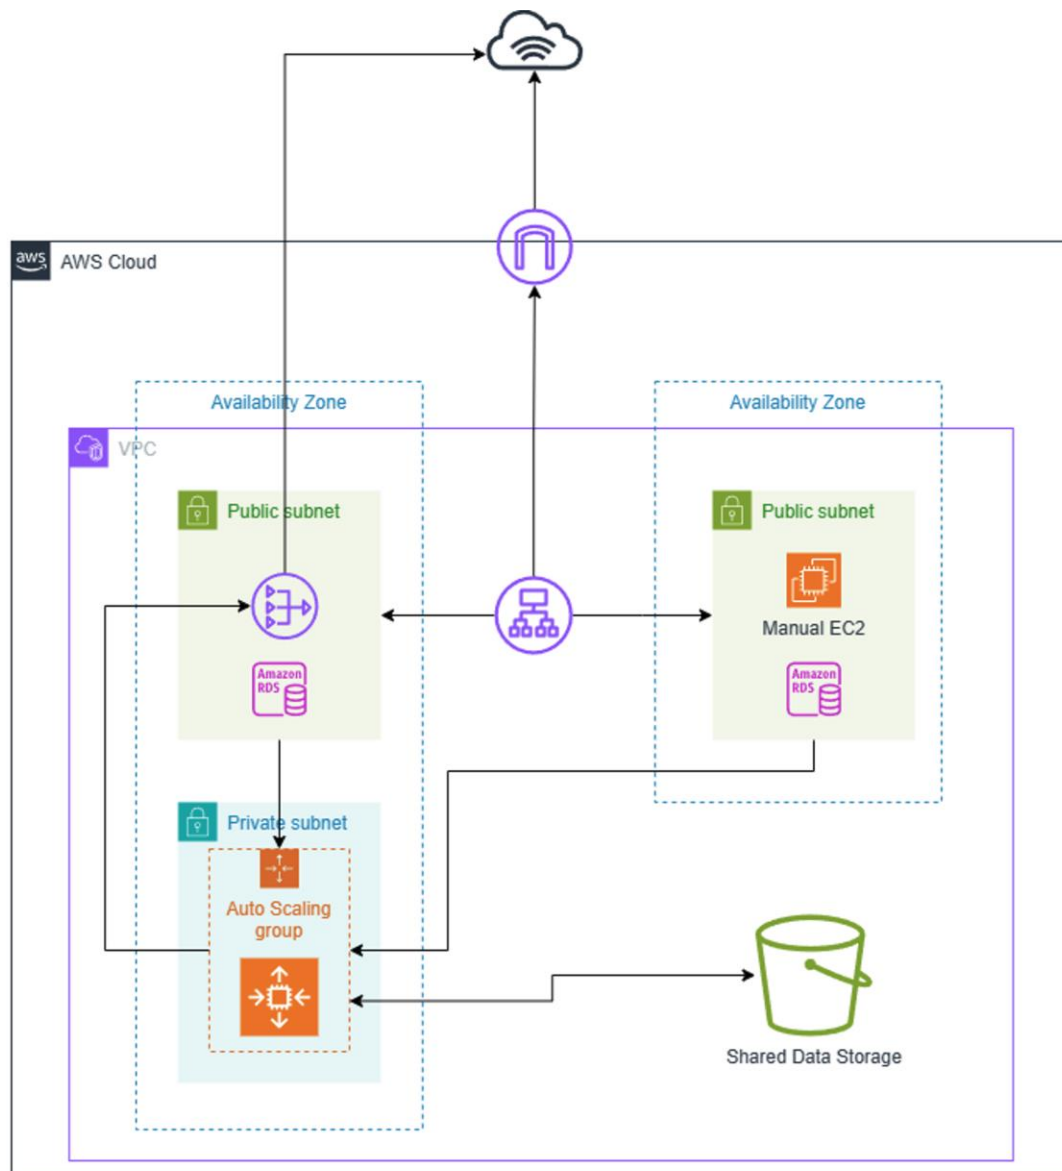 aws
AWS Cloud
Availability Zone
Availability Zone
VPC
Public subnet
Public subnet
Manual EC2
Amazon
RDS
Amazon
RDS
Private subnet
Auto Scaling
group
Shared Data Storage